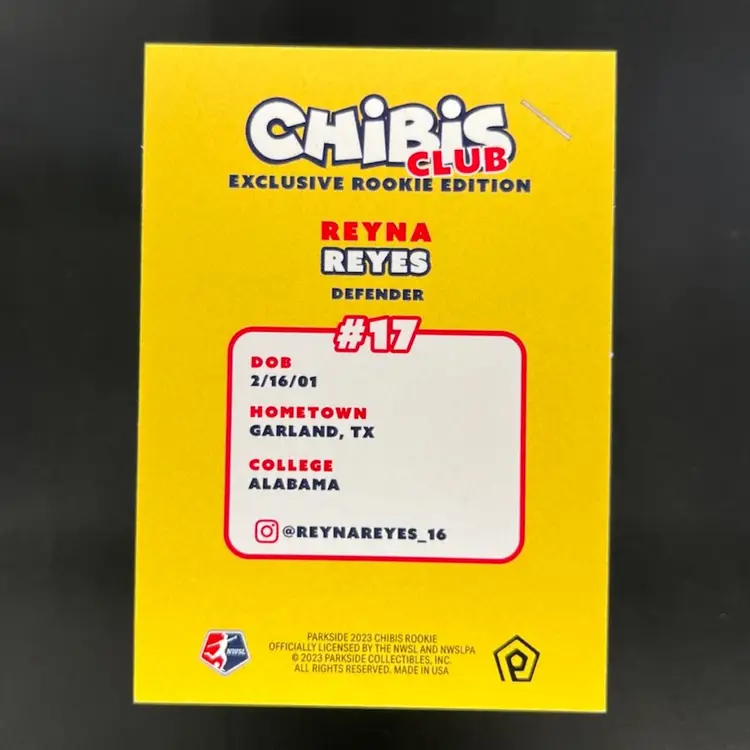 CHiBiS
CLUB
EXCLUSIVE ROOKIE EDITION
REYNA
REYES
DEFENDER
#17
DOB
2/16/01
HOMETOWN
GARLAND, TX
COLLEGE
ALABAMA
@REYNAREYES_16
NWSL
PARKSIDE 2023 CHIBIS ROOKIE
OFFICIALLY LICENSED BY THE NWSL AND NWSLPA
© 2023 PARKSIDE COLLECTIBLES, INC.
ALL RIGHTS RESERVED. MADE IN USA